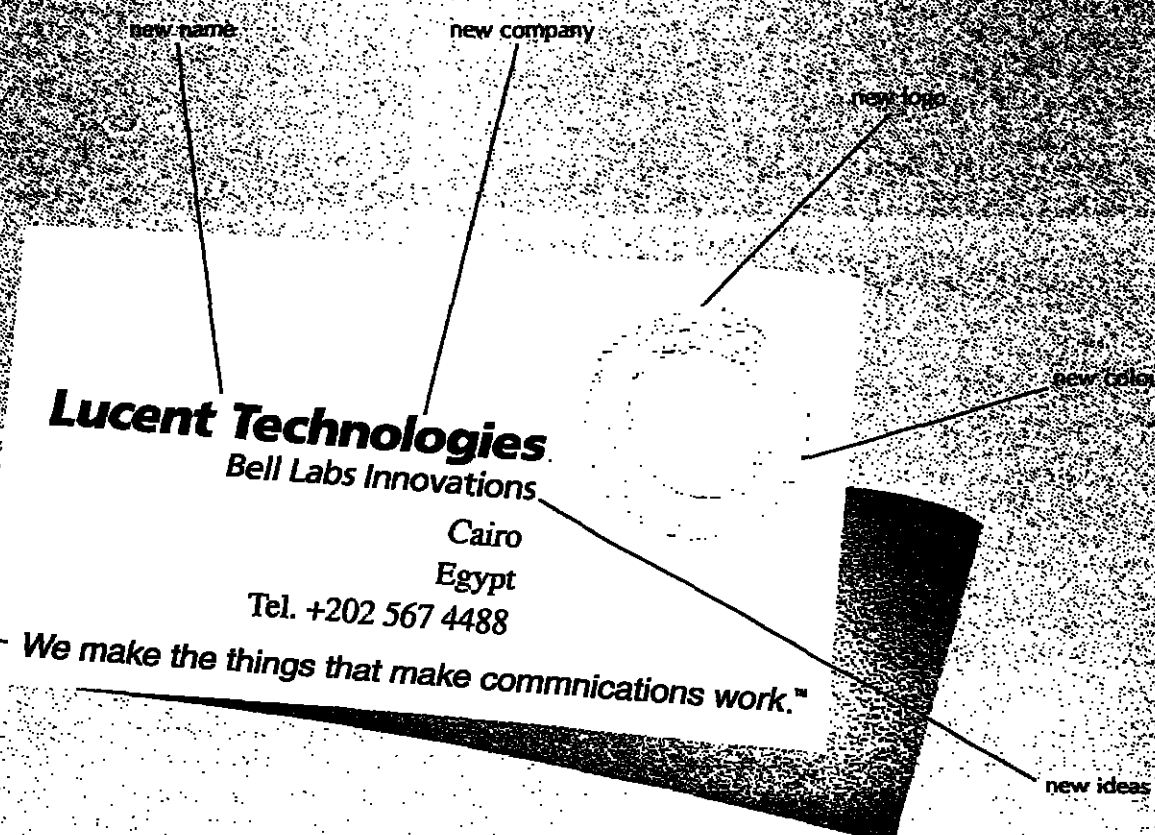 new name
new company
new logo
new colou
Lucent Technologies
Bell Labs Innovations
Cairo
Egypt
Tel. +202 567 4488
We make the things that make commnications work.™
new ideas